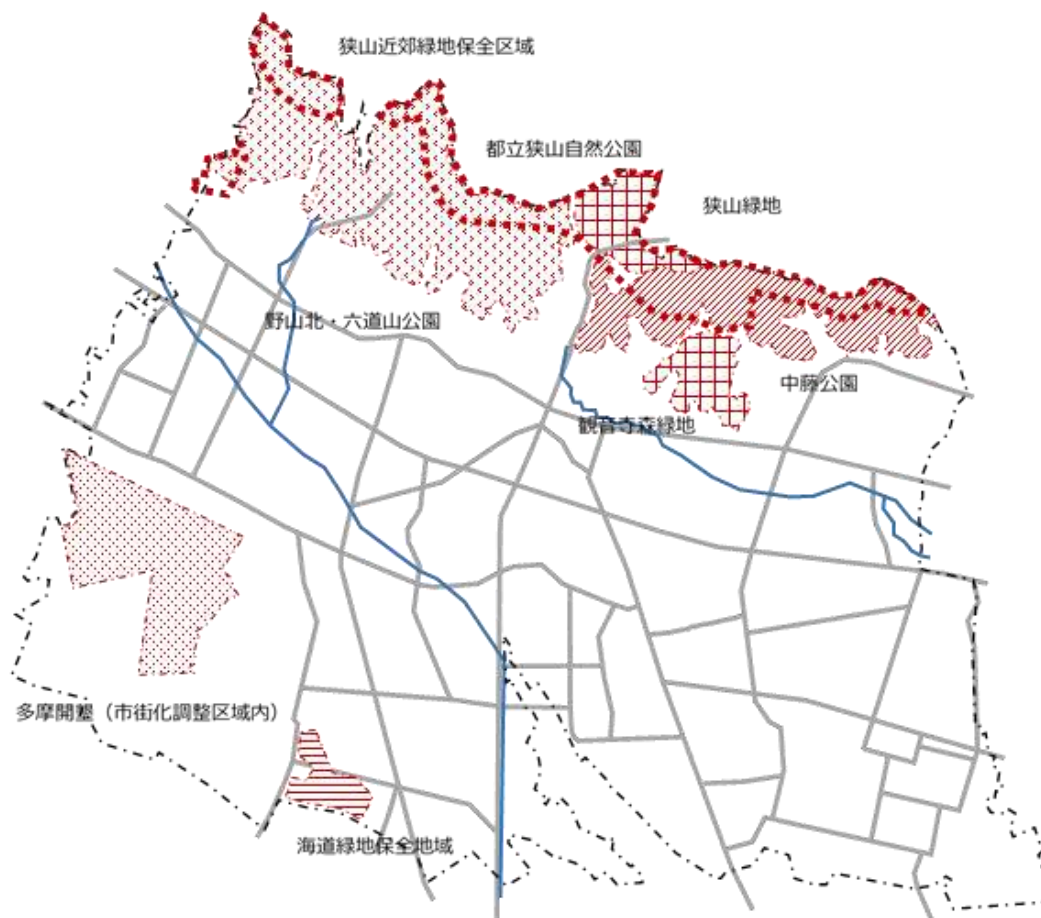 狭山近郊緑地保全区域
都立狭山自然公園
狭山緑地
野山北・六道山公園
中藤公園
観音寺森緑地
多摩開墾（市街化調整区域内）
海道緑地保全地域